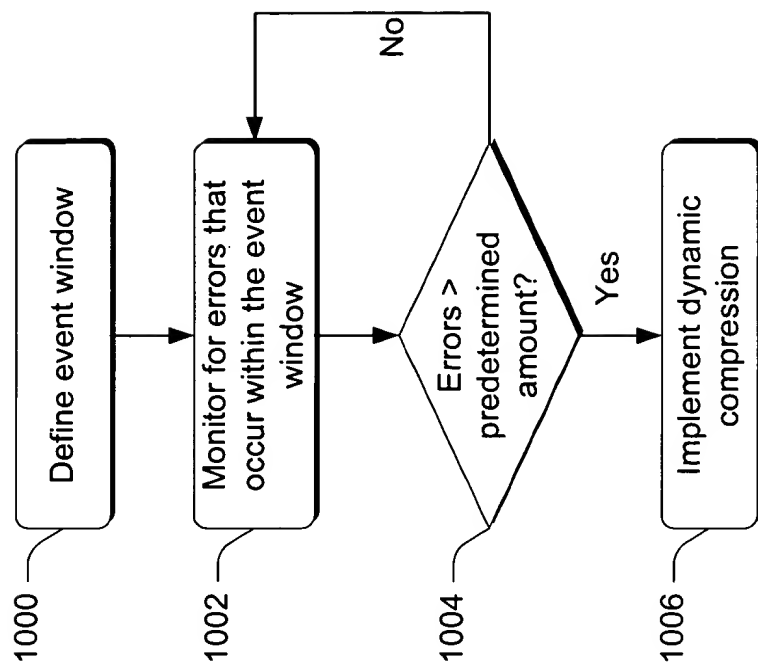 1000
Define event window
1002
Monitor for errors that
occur within the event
window
No
1004
Errors >
predetermined
amount?
Yes
1006
Implement dynamic
compression